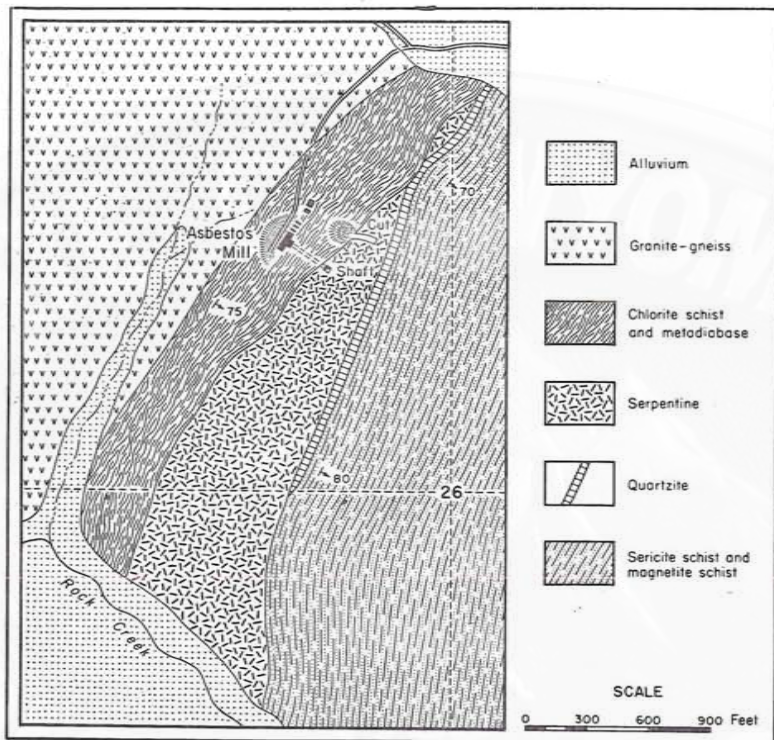 Asbestos
Mill
Cut
Shaft
70
75
80
26
Rock Creek
Alluvium
Granite-gneiss
Chlorite schist
and metadiabase
Serpentine
Quartzite
Sericite schist and
magnetite schist
SCALE
0 300 600 900 Feet